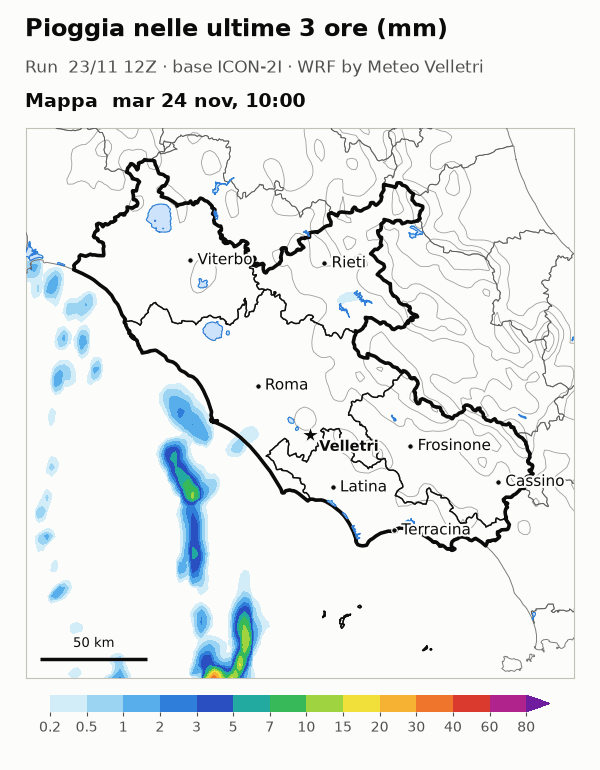 Pioggia nelle ultime 3 ore (mm)
Run  23/11 12Z · base ICON-2I · WRF by Meteo Velletri
Mappa  mar 24 nov, 10:00
Viterbo
Rieti
Roma
Velletri
Frosinone
Cassino
Latina
Terracina
50 km
0.2 0.5 1 2 3 5 7 10 15 20 30 40 60 80